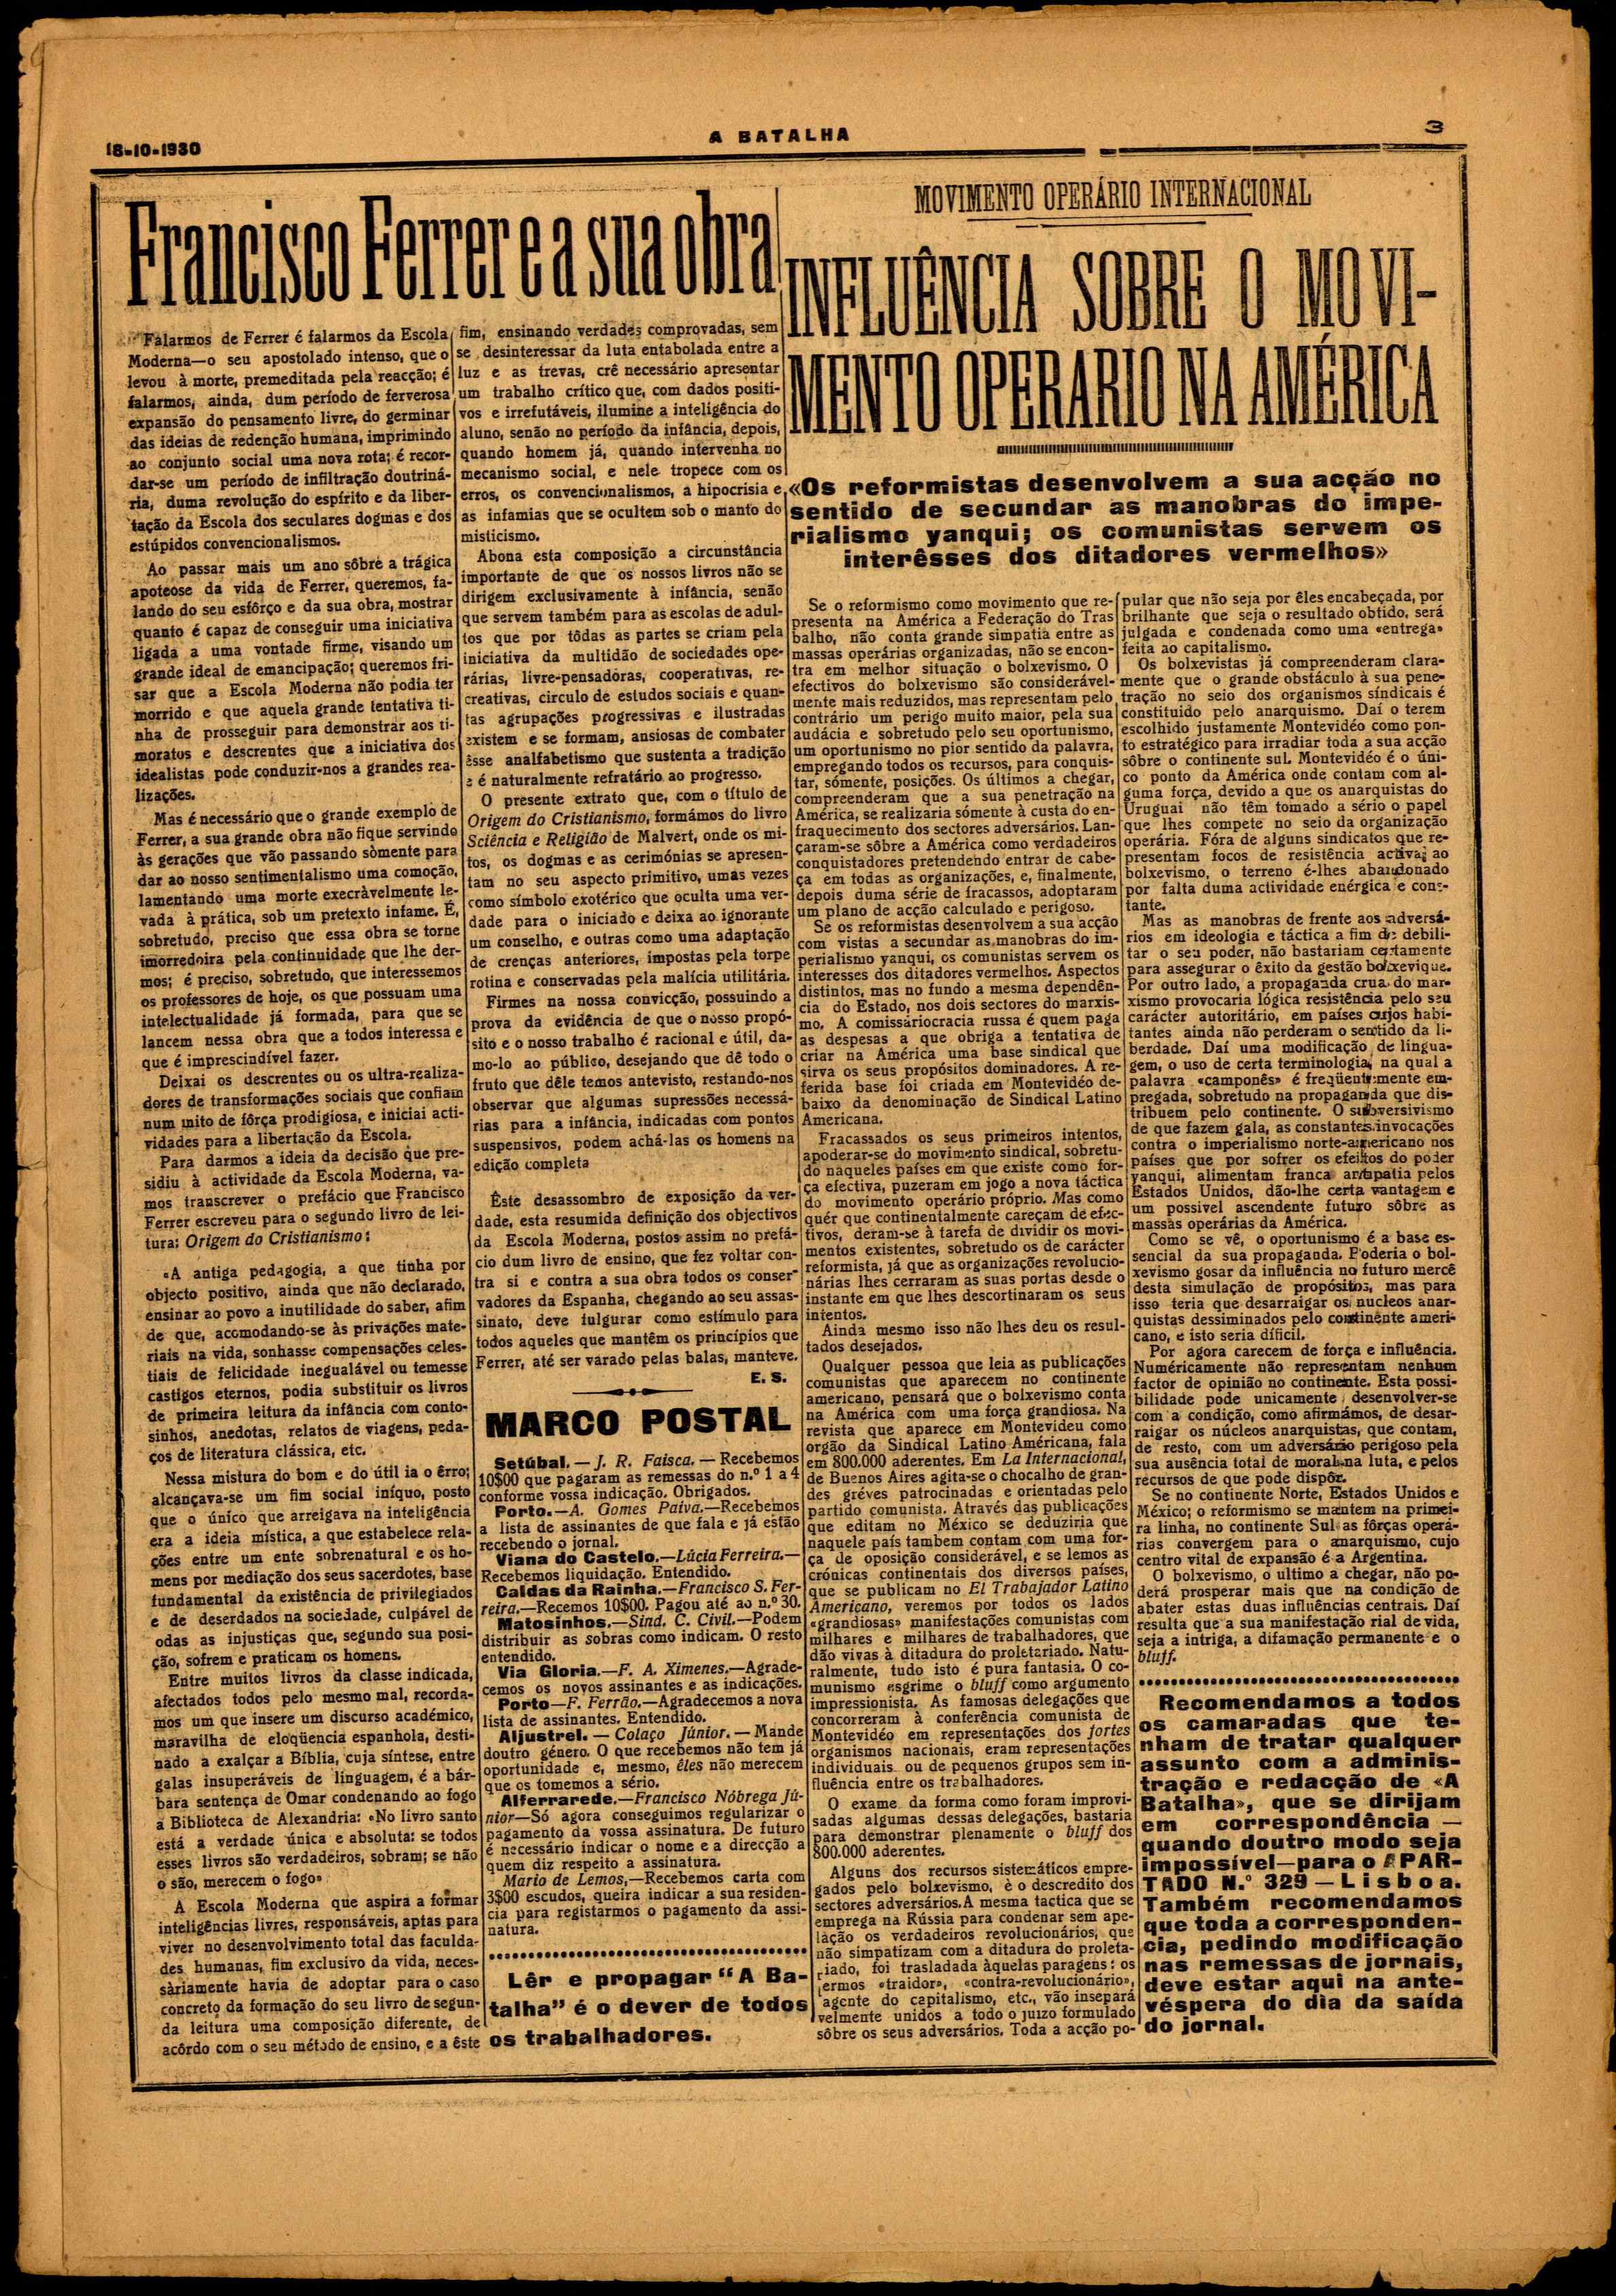 18-10-1930
A BATALHA
3
Francisco Ferrer e a sua obra
Falarmos de Ferrer é falarmos da Escola
Moderna—o seu apostolado intenso, que o
levou à morte, premeditada pela reacção; é
falarmos, ainda, dum período de ferverosa
expansão do pensamento livre, do germinar
das ideias de redenção humana, imprimindo
ao conjunto social uma nova rota; é recor-
dar-se um período de infiltração doutriná-
ria, duma revolução do espírito e da liber-
tação da Escola dos seculares dogmas e dos
estúpidos convencionalismos.
Ao passar mais um ano sôbre a trágica
apoteose da vida de Ferrer, queremos, fa-
lando do seu esfôrço e da sua obra, mostrar
quanto é capaz de conseguir uma iniciativa
ligada a uma vontade firme, visando um
grande ideal de emancipação; queremos fri-
sar que a Escola Moderna não podia ter
morrido e que aquela grande tentativa ti-
nha de prosseguir para demonstrar aos ti-
moratos e descrentes que a iniciativa dos
idealistas pode conduzir-nos a grandes rea-
lizações.
Mas é necessário que o grande exemplo de
Ferrer, a sua grande obra não fique servindo
às gerações que vão passando sòmente para
dar ao nosso sentimentalismo uma comoção,
lamentando uma morte execràvelmente le-
vada à prática, sob um pretexto infame. É,
sobretudo, preciso que essa obra se torne
imorredoira pela continuidade que lhe der-
mos; é preciso, sobretudo, que interessemos
os professores de hoje, os que possuam uma
intelectualidade já formada, para que se
lancem nessa obra que a todos interessa e
que é imprescindível fazer.
Deixai os descrentes ou os ultra-realiza-
dores de transformações sociais que confiam
num mito de fôrça prodigiosa, e iniciai acti-
vidades para a libertação da Escola.
Para darmos a ideia da decisão que pre-
sidiu à actividade da Escola Moderna, va-
mos transcrever o prefácio que Francisco
Ferrer escreveu para o segundo livro de lei-
tura: Origem do Cristianismo:
«A antiga pedagogia, a que tinha por
objecto positivo, ainda que não declarado,
ensinar ao povo a inutilidade do saber, afim
de que, acomodando-se às privações mate-
riais na vida, sonhasse compensações celes-
tiais de felicidade inegualável ou temesse
castigos eternos, podia substituir os livros
de primeira leitura da infância com conto-
sinhos, anedotas, relatos de viagens, peda-
ços de literatura clássica, etc.
Nessa mistura do bom e do útil ia o êrro;
alcançava-se um fim social iníquo, posto
que o único que arreigava na inteligência
era a ideia mística, a que estabelece rela-
ções entre um ente sobrenatural e os ho-
mens por mediação dos seus sacerdotes, base
fundamental da existência de privilegiados
e de deserdados na sociedade, culpável de
odas as injustiças que, segundo sua posi-
ção, sofrem e praticam os homens.
Entre muitos livros da classe indicada,
afectados todos pelo mesmo mal, recorda-
mos um que insere um discurso académico,
maravilha de eloqüencia espanhola, desti-
nado a exalçar a Bíblia, cuja síntese, entre
galas insuperáveis de linguagem, é a bár-
bara sentença de Omar condenando ao fogo
a Biblioteca de Alexandria: «No livro santo
está a verdade única e absoluta: se todos
esses livros são verdadeiros, sobram; se não
o são, merecem o fogo»
A Escola Moderna que aspira a formar
inteligências livres, responsáveis, aptas para
viver no desenvolvimento total das faculda-
des humanas, fim exclusivo da vida, neces-
sàriamente havia de adoptar para o caso
concreto da formação do seu livro de segun-
da leitura uma composição diferente, de
acôrdo com o seu método de ensino, e a êste
fim, ensinando verdades comprovadas, sem
se desinteressar da luta entabolada entre a
luz e as trevas, crê necessário apresentar
um trabalho crítico que, com dados positi-
vos e irrefutáveis, ilumine a inteligência do
aluno, senão no período da infância, depois,
quando homem já, quando intervenha no
mecanismo social, e nele tropece com os
erros, os convencionalismos, a hipocrisia e
as infamias que se ocultem sob o manto do
misticismo.
Abona esta composição a circunstância
importante de que os nossos livros não se
dirigem exclusivamente à infância, senão
que servem também para as escolas de adul-
tos que por tôdas as partes se criam pela
iniciativa da multidão de sociedades ope-
rárias, livre-pensadoras, cooperativas, re-
creativas, circulo de estudos sociais e quan-
tas agrupações progressivas e ilustradas
existem e se formam, ansiosas de combater
êsse analfabetismo que sustenta a tradição
e é naturalmente refratário ao progresso.
O presente extrato que, com o título de
Origem do Cristianismo, formámos do livro
Sciência e Religião de Malvert, onde os mi-
tos, os dogmas e as cerimónias se apresen-
tam no seu aspecto primitivo, umas vezes
como símbolo exotérico que oculta uma ver-
dade para o iniciado e deixa ao ignorante
um conselho, e outras como uma adaptação
de crenças anteriores, impostas pela torpe
rotina e conservadas pela malícia utilitária.
Firmes na nossa convicção, possuindo a
prova da evidência de que o nosso propó-
sito e o nosso trabalho é racional e útil, da-
mo-lo ao público, desejando que dê todo o
fruto que dêle temos antevisto, restando-nos
observar que algumas supressões necessá-
rias para a infância, indicadas com pontos
suspensivos, podem achá-las os homens na
edição completa
Êste desassombro de exposição da ver-
dade, esta resumida definição dos objectivos
da Escola Moderna, postos assim no prefá-
cio dum livro de ensino, que fez voltar con-
tra si e contra a sua obra todos os conser-
vadores da Espanha, chegando ao seu assas-
sinato, deve fulgurar como estímulo para
todos aqueles que mantêm os princípios que
Ferrer, até ser varado pelas balas, manteve.
E. S.
MARCO POSTAL
Setúbal. — J. R. Faisca. — Recebemos
10$00 que pagaram as remessas do n.º 1 a 4
conforme vossa indicação. Obrigados.
Porto.—A. Gomes Paiva.—Recebemos
a lista de assinantes de que fala e já estão
recebendo o jornal.
Viana do Castelo.—Lúcia Ferreira.—
Recebemos liquidação. Entendido.
Caldas da Rainha.—Francisco S. Fer-
reira.—Recemos 10$00. Pagou até ao n.º 30.
Matosinhos.—Sind. C. Civil.—Podem
distribuir as sobras como indicam. O resto
entendido.
Via Gloria.—F. A. Ximenes.—Agrade-
cemos os novos assinantes e as indicações.
Porto—F. Ferrão.—Agradecemos a nova
lista de assinantes. Entendido.
Aljustrel. — Colaço Júnior. — Mande
doutro género. O que recebemos não tem já
oportunidade e, mesmo, êles não merecem
que os tomemos a sério.
Alferrarede.—Francisco Nóbrega Jú-
nior—Só agora conseguimos regularizar o
pagamento da vossa assinatura. De futuro
é necessário indicar o nome e a direcção a
quem diz respeito a assinatura.
Mario de Lemos,—Recebemos carta com
3$00 escudos, queira indicar a sua residen-
cia para registarmos o pagamento da assi-
natura.
Lêr e propagar "A Ba-
talha" é o dever de todos
os trabalhadores.
MOVIMENTO OPERÁRIO INTERNACIONAL
INFLUÊNCIA SOBRE O MOVI-
MENTO OPERARIO NA AMÉRICA
«Os reformistas desenvolvem a sua acção no
sentido de secundar as manobras do impe-
rialismo yanqui; os comunistas servem os
interêsses dos ditadores vermelhos»
Se o reformismo como movimento que re-
presenta na América a Federação do Tras
balho, não conta grande simpatia entre as
massas operárias organizadas, não se encon-
tra em melhor situação o bolxevismo. O
efectivos do bolxevismo são considerável-
mente mais reduzidos, mas representam pelo
contrário um perigo muito maior, pela sua
audácia e sobretudo pelo seu oportunismo,
um oportunismo no pior sentido da palavra,
empregando todos os recursos, para conquis-
tar, sómente, posições. Os últimos a chegar,
compreenderam que a sua penetração na
América, se realizaria sómente à custa do en-
fraquecimento dos sectores adversários. Lan-
çaram-se sôbre a América como verdadeiros
conquistadores pretendendo entrar de cabe-
ça em todas as organizações, e, finalmente,
depois duma série de fracassos, adoptaram
um plano de acção calculado e perigoso.
Se os reformistas desenvolvem a sua acção
com vistas a secundar as manobras do im-
perialismo yanqui, os comunistas servem os
interesses dos ditadores vermelhos. Aspectos
distintos, mas no fundo a mesma dependên-
cia do Estado, nos dois sectores do marxis-
mo. A comissàriocracia russa é quem paga
as despesas a que obriga a tentativa de
criar na América uma base sindical que
sirva os seus propósitos dominadores. A re-
ferida base foi criada em Montevidéo de-
baixo da denominação de Sindical Latino
Americana.
Fracassados os seus primeiros intentos,
apoderar-se do movimento sindical, sobretu-
do naqueles países em que existe como for-
ça efectiva, puzeram em jogo a nova táctica
do movimento operário próprio. Mas como
quér que continentalmente careçam de efec-
tivos, deram-se à tarefa de dividir os movi-
mentos existentes, sobretudo os de carácter
reformista, já que as organizações revolucio-
nárias lhes cerraram as suas portas desde o
instante em que lhes descortinaram os seus
intentos.
Ainda mesmo isso não lhes deu os resul-
tados desejados.
Qualquer pessoa que leia as publicações
comunistas que aparecem no continente
americano, pensará que o bolxevismo conta
na América com uma força grandiosa. Na
revista que aparece em Montevideu como
orgão da Sindical Latino Américana, fala
em 800.000 aderentes. Em La Internacional,
de Buenos Aires agita-se o chocalho de gran-
des gréves patrocinadas e orientadas pelo
partido comunista. Através das publicações
que editam no México se deduziria que
naquele país tambem contam com uma for-
ça de oposição considerável, e se lemos as
crónicas continentais dos diversos países,
que se publicam no El Trabajador Latino
Americano, veremos por todos os lados
«grandiosas» manifestações comunistas com
milhares e milhares de trabalhadores, que
dão vivas à ditadura do proletariado. Natu-
ralmente, tudo isto é pura fantasia. O co-
munismo esgrime o bluff como argumento
impressionista. As famosas delegações que
concorreram à conferência comunista de
Montevidéo em representações dos fortes
organismos nacionais, eram representações
individuais ou de pequenos grupos sem in-
fluência entre os trabalhadores.
O exame da forma como foram improvi-
sadas algumas dessas delegações, bastaria
para demonstrar plenamente o bluff dos
800.000 aderentes.
Alguns dos recursos sistemáticos empre-
gados pelo bolxevismo, é o descredito dos
sectores adversários. A mesma tactica que se
emprega na Rússia para condenar sem ape-
lação os verdadeiros revolucionários, que
não simpatizam com a ditadura do proleta-
riado, foi trasladada àquelas paragens: os
termos «traidor», «contra-revolucionário»,
agente do capitalismo, etc., vão insepará
velmente unidos a todo o juizo formulado
sôbre os seus adversários. Toda a acção po-
pular que não seja por êles encabeçada, por
brilhante que seja o resultado obtido, será
julgada e condenada como uma «entrega»
feita ao capitalismo.
Os bolxevistas já compreenderam clara-
mente que o grande obstáculo à sua pene-
tração no seio dos organismos síndicais é
constituido pelo anarquismo. Daí o terem
escolhido justamente Montevidéo como pon-
to estratégico para irradiar toda a sua acção
sôbre o continente sul. Montevidéo é o úni-
co ponto da América onde contam com al-
guma força, devido a que os anarquistas do
Uruguai não têm tomado a sério o papel
que lhes compete no seio da organização
operária. Fóra de alguns sindicatos que re-
presentam focos de resistência activa; ao
bolxevismo, o terreno é-lhes abandonado
por falta duma actividade enérgica e cons-
tante.
Mas as manobras de frente aos adversá-
rios em ideologia e táctica a fim de debili-
tar o seu poder, não bastariam certamente
para assegurar o êxito da gestão bolxevique.
Por outro lado, a propaganda crua do mar-
xismo provocaria lógica resistência pelo seu
carácter autoritário, em países cujos habi-
tantes ainda não perderam o sentido da li-
berdade. Daí uma modificação de lingua-
gem, o uso de certa terminologia, na qual a
palavra «camponês» é freqüentemente em-
pregada, sobretudo na propaganda que dis-
tribuem pelo continente. O subversivismo
de que fazem gala, as constantes invocações
contra o imperialismo norte-americano nos
países que por sofrer os efeitos do poder
yanqui, alimentam franca antipatia pelos
Estados Unidos, dão-lhe certa vantagem e
um possivel ascendente futuro sôbre as
massas operárias da América.
Como se vê, o oportunismo é a base es-
sencial da sua propaganda. Poderia o bol-
xevismo gosar da influência no futuro mercê
desta simulação de propósitos, mas para
isso teria que desarraigar os nucleos anar-
quistas dessiminados pelo continente ameri-
cano, e isto seria díficil.
Por agora carecem de força e influência.
Numéricamente não representam nenhum
factor de opinião no continente. Esta possi-
bilidade pode unicamente desenvolver-se
com a condição, como afirmâmos, de desar-
raigar os núcleos anarquistas, que contam,
de resto, com um adversário perigoso pela
sua ausência total de moral na luta, e pelos
recursos de que pode dispôr.
Se no continente Norte, Estados Unidos e
México; o reformismo se mantem na primei-
ra linha, no continente Sul as fôrças opera-
rias convergem para o anarquismo, cujo
centro vital de expansão é a Argentina.
O bolxevismo, o ultimo a chegar, não po-
derá prosperar mais que na condição de
abater estas duas influências centrais. Daí
resulta que a sua manifestação rial de vida,
seja a intriga, a difamação permanente e o
bluff.
Recomendamos a todos
os camaradas que te-
nham de tratar qualquer
assunto com a adminis-
tração e redacção de «A
Batalha», que se dirijam
em correspondência —
quando doutro modo seja
impossível—para o APAR-
TADO N.º 329 — Lisboa.
Também recomendamos
que toda a corresponden-
cia, pedindo modificação
nas remessas de jornais,
deve estar aqui na ante-
véspera do dia da saída
do jornal.